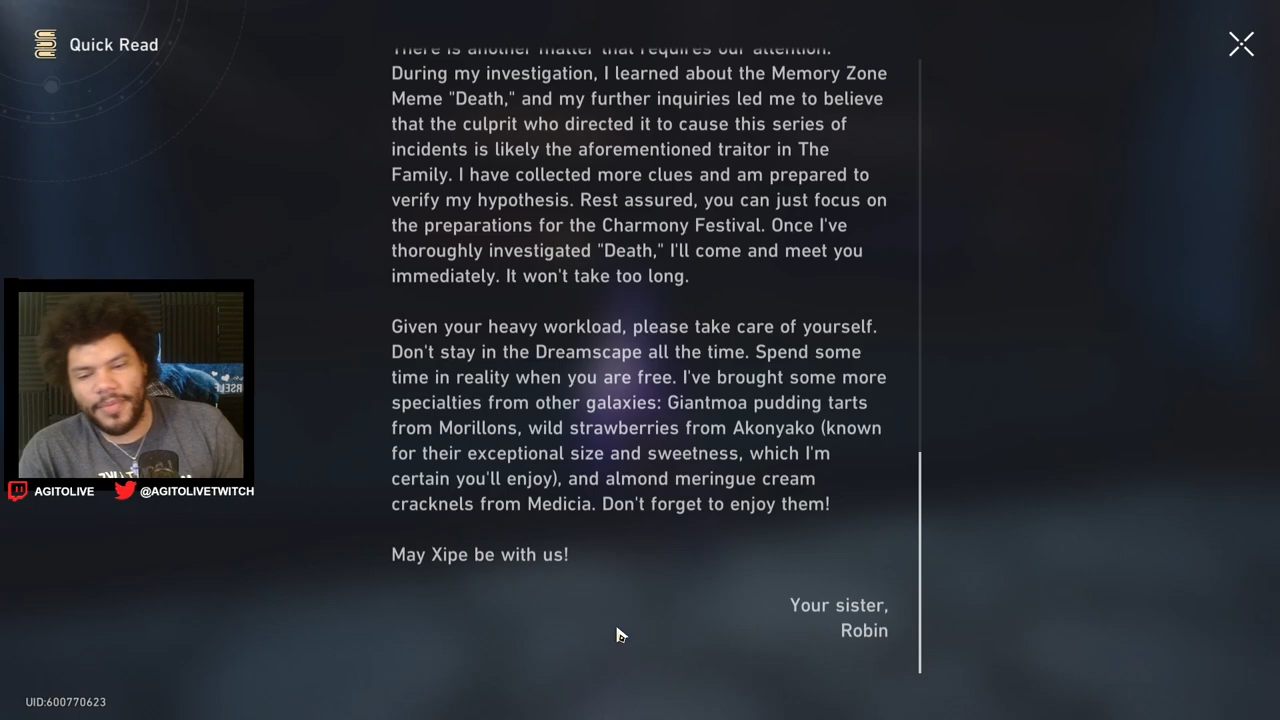 Quick Read
There is another matter that requires our attention.
During my investigation, I learned about the Memory Zone
Meme "Death," and my further inquiries led me to believe
that the culprit who directed it to cause this series of
incidents is likely the aforementioned traitor in The
Family. I have collected more clues and am prepared to
verify my hypothesis. Rest assured, you can just focus on
the preparations for the Charmony Festival. Once I've
thoroughly investigated "Death," I'll come and meet you
immediately. It won't take too long.
Given your heavy workload, please take care of yourself.
Don't stay in the Dreamscape all the time. Spend some
time in reality when you are free. I've brought some more
specialties from other galaxies: Giantmoa pudding tarts
from Morillons, wild strawberries from Akonyako (known
for their exceptional size and sweetness, which I'm
certain you'll enjoy), and almond meringue cream
cracknels from Medicia. Don't forget to enjoy them!
May Xipe be with us!
Your sister,
Robin
AGITOLIVE
@AGITOLIVETWITCH
UID:600770623